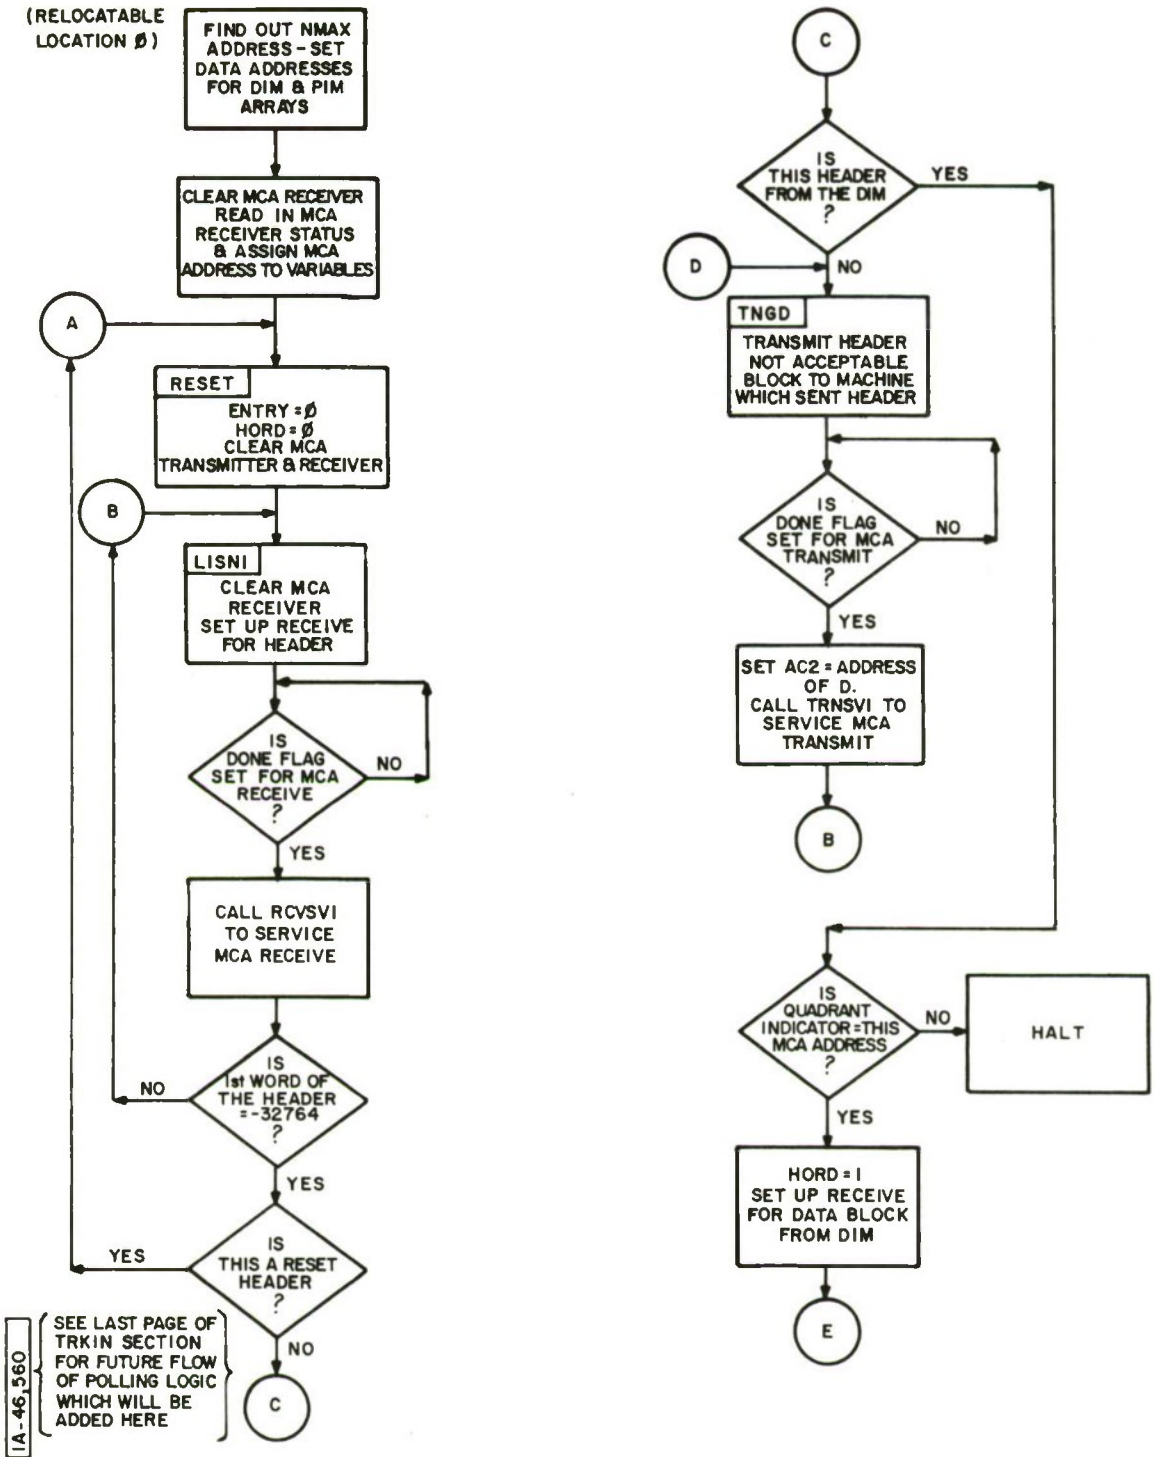 (RELOCATABLE
LOCATION Ø)
FIND OUT NMAX
ADDRESS - SET
DATA ADDRESSES
FOR DIM & PIM
ARRAYS
CLEAR MCA RECEIVER
READ IN MCA
RECEIVER STATUS
& ASSIGN MCA
ADDRESS TO VARIABLES
A
RESET
ENTRY = Ø
HORD = Ø
CLEAR MCA
TRANSMITTER & RECEIVER
B
LISNI
CLEAR MCA
RECEIVER
SET UP RECEIVE
FOR HEADER
IS
DONE FLAG
SET FOR MCA
RECEIVE
?
NO
YES
CALL RCVSVI
TO SERVICE
MCA RECEIVE
IS
1st WORD OF
THE HEADER
= -32764
?
NO
YES
IS
THIS A RESET
HEADER
?
YES
NO
C
SEE LAST PAGE OF
TRKIN SECTION
FOR FUTURE FLOW
OF POLLING LOGIC
WHICH WILL BE
ADDED HERE
IA-46,560
C
IS
THIS HEADER
FROM THE DIM
?
YES
NO
D
TNGD
TRANSMIT HEADER
NOT ACCEPTABLE
BLOCK TO MACHINE
WHICH SENT HEADER
IS
DONE FLAG
SET FOR MCA
TRANSMIT
?
NO
YES
SET AC2 = ADDRESS
OF D.
CALL TRNSVI TO
SERVICE MCA
TRANSMIT
B
IS
QUADRANT
INDICATOR = THIS
MCA ADDRESS
?
NO
HALT
YES
HORD = 1
SET UP RECEIVE
FOR DATA BLOCK
FROM DIM
E